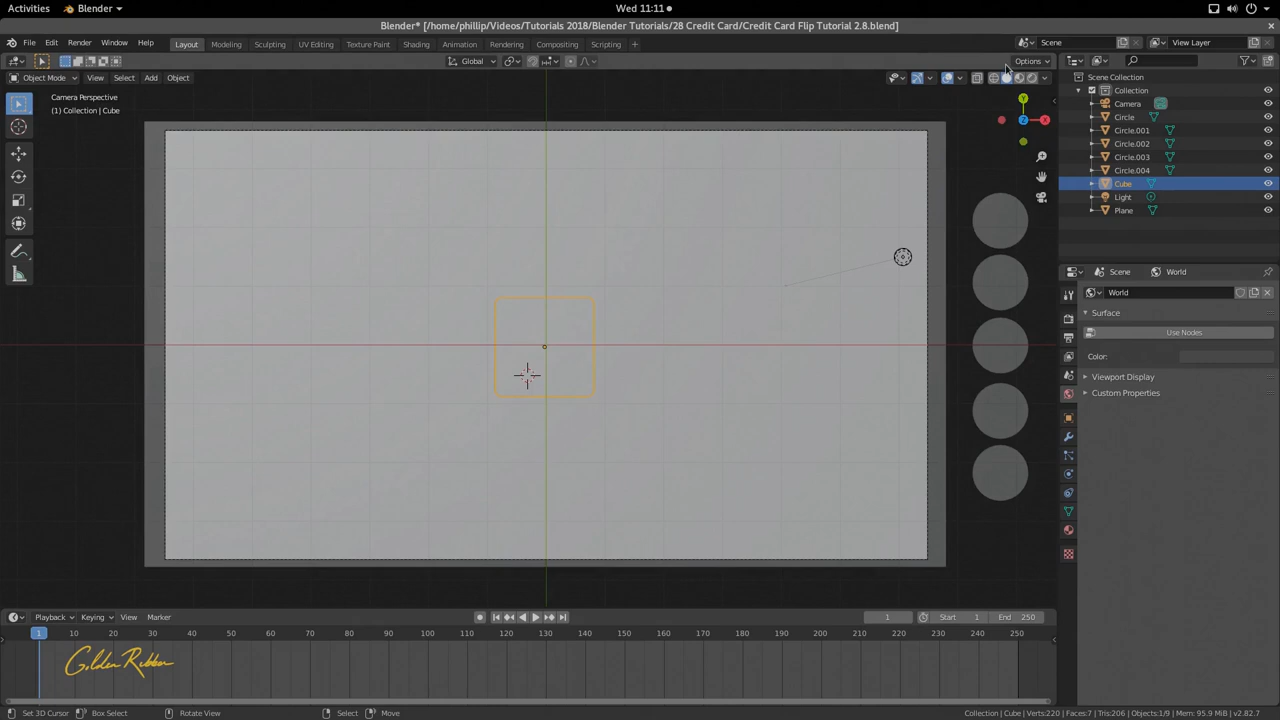 Activities Blender Wed 11:11
Blender* [/home/phillip/Videos/Tutorials 2018/Blender Tutorials/28 Credit Card/Credit Card Flip Tutorial 2.8.blend]
File Edit Render Window Help Layout Modeling Sculpting UV Editing Texture Paint Shading Animation Rendering Compositing Scripting + Scene View Layer
Global Options
Object Mode View Select Add Object Scene Collection
Camera Perspective Collection
(1) Collection | Cube Camera
Y Circle
Z X Circle.001
Circle.002
Circle.003
Circle.004
Cube
Light
Plane
Scene World
World
Surface
Use Nodes
Color:
Viewport Display
Custom Properties
Playback Keying View Marker 1 Start 1 End 250
1 10 20 30 40 50 60 70 80 90 100 110 120 130 140 150 160 170 180 190 200 210 220 230 240 250
Set 3D Cursor Box Select Rotate View Select Move Collection | Cube | Verts:220 | Faces:7 | Tris:206 | Objects:1/9 | Mem: 95.9 MiB | v2.82.7